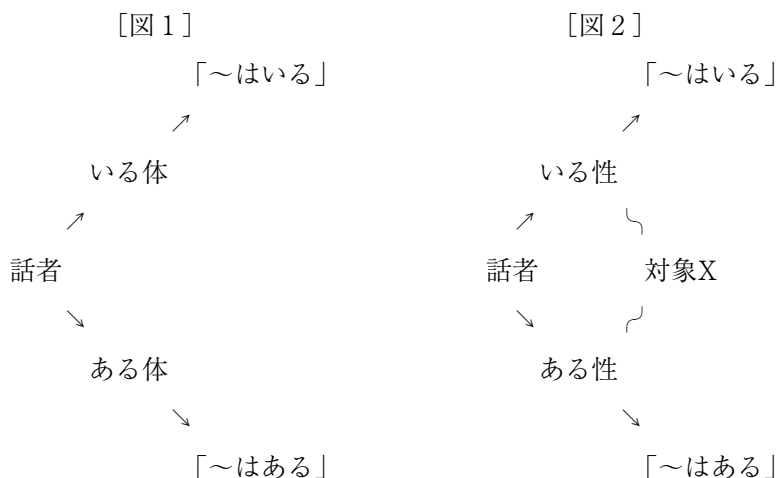 ［図１］ ［図２］
「～はいる」 「～はいる」
いる体 いる性
話者 話者 対象X
ある体 ある性
「～はある」 「～はある」